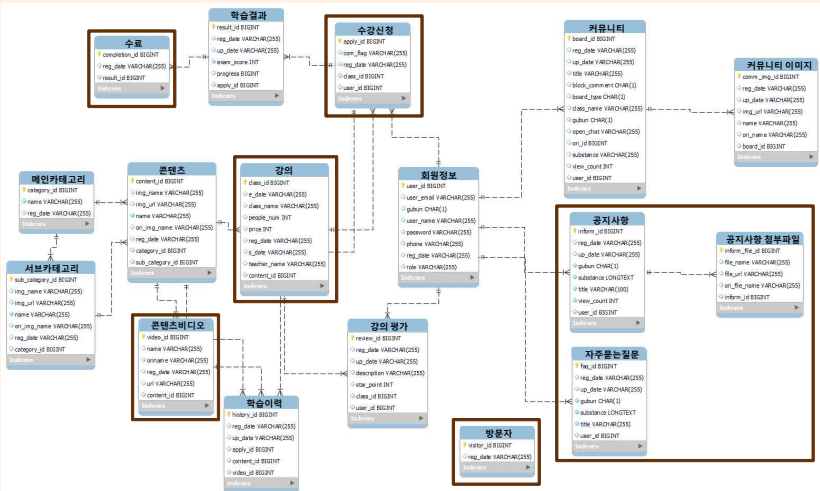 수료
completion_id BIGINT
reg_date VARCHAR(255)
result_id BIGINT
Indexes
학습결과
result_id BIGINT
reg_date VARCHAR(255)
up_date VARCHAR(255)
exam_score INT
progress BIGINT
apply_id BIGINT
Indexes
수강신청
apply_id BIGINT
com_flag VARCHAR(255)
reg_date VARCHAR(255)
class_id BIGINT
user_id BIGINT
Indexes
커뮤니티
board_id BIGINT
reg_date VARCHAR(255)
up_date VARCHAR(255)
title VARCHAR(255)
block_comment CHAR(1)
board_type CHAR(1)
class_name VARCHAR(255)
gubun CHAR(1)
open_chat VARCHAR(255)
ori_id BIGINT
substance VARCHAR(255)
view_count INT
user_id BIGINT
Indexes
커뮤니티 이미지
comm_img_id BIGINT
reg_date VARCHAR(255)
up_date VARCHAR(255)
img_url VARCHAR(255)
name VARCHAR(255)
ori_name VARCHAR(255)
board_id BIGINT
Indexes
메인카테고리
category_id BIGINT
name VARCHAR(255)
reg_date VARCHAR(255)
Indexes
콘텐츠
content_id BIGINT
img_name VARCHAR(255)
img_url VARCHAR(255)
name VARCHAR(255)
ori_img_name VARCHAR(255)
reg_date VARCHAR(255)
category_id BIGINT
sub_category_id BIGINT
Indexes
강의
class_id BIGINT
e_date VARCHAR(255)
class_name VARCHAR(255)
people_num INT
price INT
reg_date VARCHAR(255)
s_date VARCHAR(255)
teacher_name VARCHAR(255)
content_id BIGINT
Indexes
회원정보
user_id BIGINT
user_email VARCHAR(255)
gubun CHAR(1)
user_name VARCHAR(255)
password VARCHAR(255)
phone VARCHAR(255)
reg_date VARCHAR(255)
role VARCHAR(255)
Indexes
공지사항
inform_id BIGINT
reg_date VARCHAR(255)
up_date VARCHAR(255)
gubun CHAR(1)
substance LONGTEXT
title VARCHAR(100)
view_count INT
user_id BIGINT
Indexes
공지사항 첨부파일
inform_file_id BIGINT
file_name VARCHAR(255)
file_url VARCHAR(255)
ori_file_name VARCHAR(255)
inform_id BIGINT
Indexes
서브카테고리
sub_category_id BIGINT
img_name VARCHAR(255)
img_url VARCHAR(255)
name VARCHAR(255)
ori_img_name VARCHAR(255)
reg_date VARCHAR(255)
category_id BIGINT
Indexes
콘텐츠비디오
video_id BIGINT
name VARCHAR(255)
oriname VARCHAR(255)
reg_date VARCHAR(255)
url VARCHAR(255)
content_id BIGINT
Indexes
강의 평가
review_id BIGINT
reg_date VARCHAR(255)
up_date VARCHAR(255)
description VARCHAR(255)
star_point INT
class_id BIGINT
user_id BIGINT
Indexes
자주묻는질문
faq_id BIGINT
reg_date VARCHAR(255)
up_date VARCHAR(255)
gubun CHAR(1)
substance LONGTEXT
title VARCHAR(255)
user_id BIGINT
Indexes
학습이력
history_id BIGINT
reg_date VARCHAR(255)
up_date VARCHAR(255)
apply_id BIGINT
content_id BIGINT
video_id BIGINT
Indexes
방문자
visitor_id BIGINT
reg_date VARCHAR(255)
Indexes